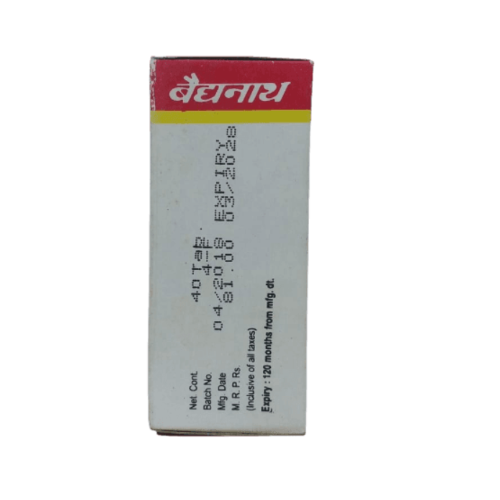 बैद्यनाथ
Net. Cont. 40 Tab.
Batch No. 4-F
Mfg. Date 04/2018 EXPIRY
M. R. P. Rs. 81.00 03/2028
(Inclusive of all taxes)
Expiry : 120 months from mfg. dt.